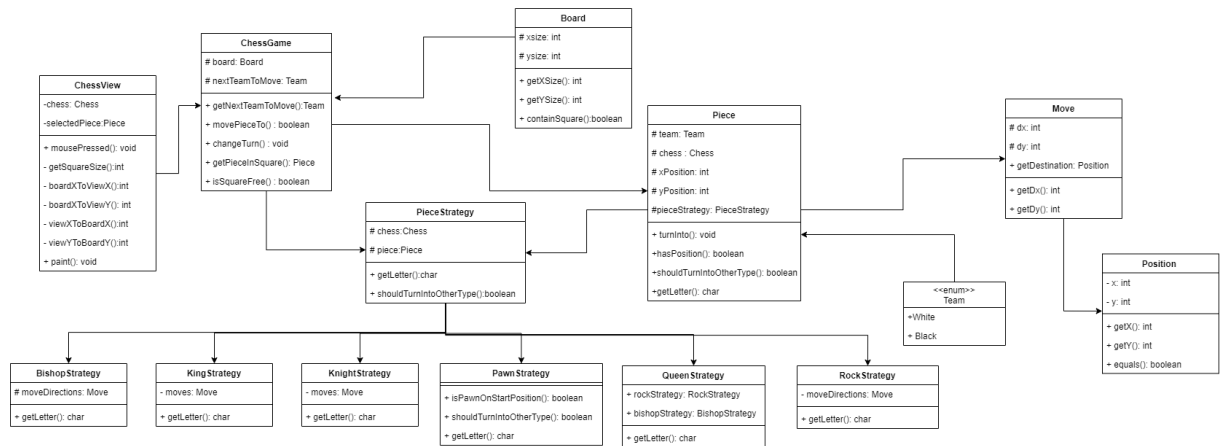 Board
# xsize: int
# ysize: int
+ getXSize(): int
+ getYSize(): int
+ containSquare():boolean
ChessGame
# board: Board
# nextTeamToMove: Team
+ getNextTeamToMove():Team
+ movePieceTo() : boolean
+ changeTurn() : void
+ getPieceInSquare(): Piece
+ isSquareFree() : boolean
ChessView
-chess: Chess
-selectedPiece:Piece
+ mousePressed(): void
- getSquareSize():int
- boardXToViewX():int
- boardXToViewY(): int
- viewXToBoardX():int
- viewYToBoardY():int
+ paint(): void
Piece
# team: Team
# chess : Chess
# xPosition: int
# yPosition: int
#pieceStrategy: PieceStrategy
+ turnInto(): void
+hasPosition(): boolean
+shouldTurnIntoOtherType(): boolean
+getLetter(): char
Move
# dx: int
# dy: int
+ getDestination: Position
+ getDx(): int
+ getDy(): int
PieceStrategy
# chess:Chess
# piece:Piece
+ getLetter():char
+ shouldTurnIntoOtherType():boolean
Position
- x: int
- y: int
+ getX(): int
+ getY(): int
+ equals(): boolean
<<enum>>
Team
+White
+ Black
BishopStrategy
# moveDirections: Move
+ getLetter(): char
KingStrategy
- moves: Move
+ getLetter(): char
KnightStrategy
- moves: Move
+ getLetter(): char
PawnStrategy
+ isPawnOnStartPosition(): boolean
+ shouldTurnIntoOtherType(): boolean
+ getLetter(): char
QueenStrategy
+ rockStrategy: RockStrategy
+ bishopStrategy: BishopStrategy
+ getLetter(): char
RockStrategy
- moveDirections: Move
+ getLetter(): char